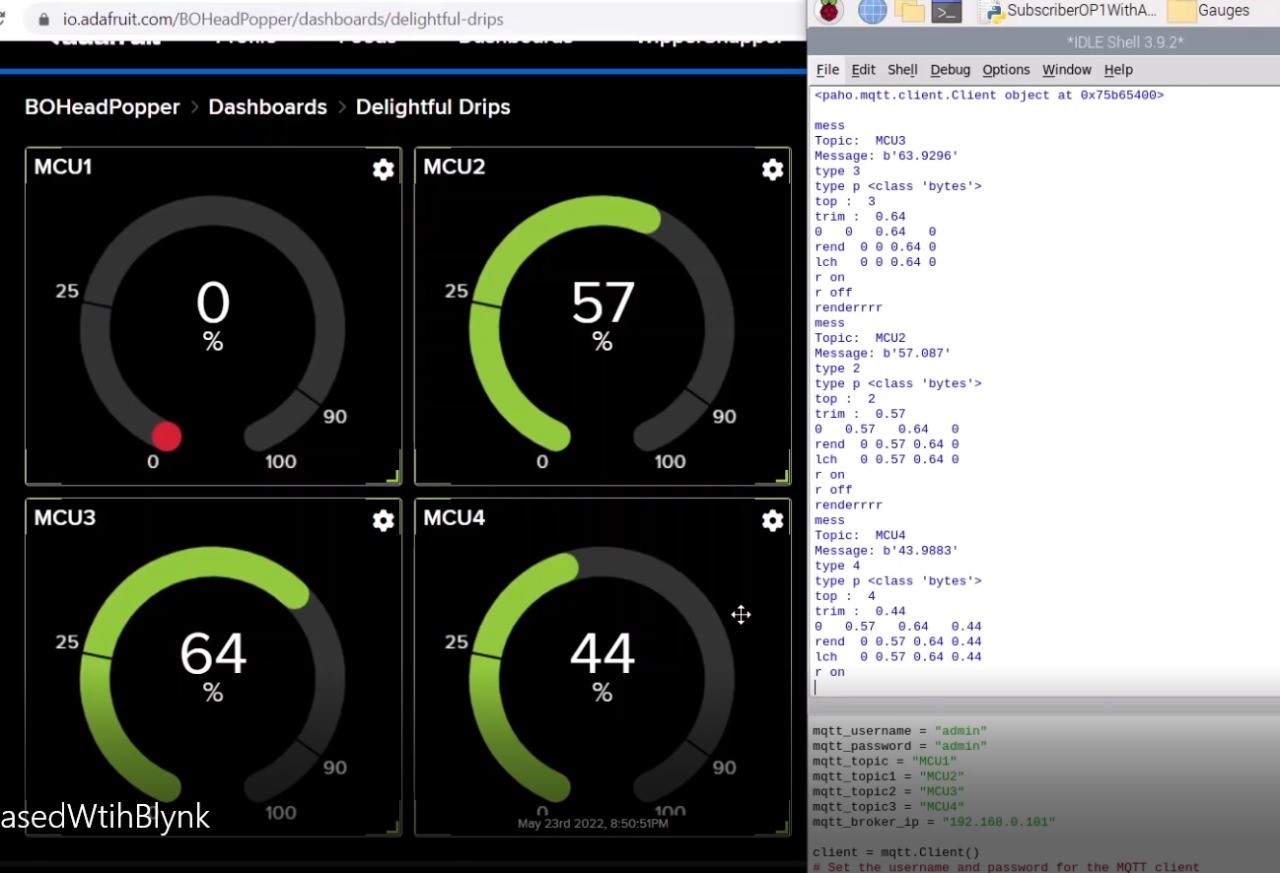 io.adafruit.com/BOHeadPopper/dashboards/delightful-drips
BOHeadPopper > Dashboards > Delightful Drips
MCU1
25
0
%
90
0
100
MCU2
25
57
%
90
0
100
MCU3
25
64
%
90
100
MCU4
25
44
%
90
0
100
May 23rd 2022, 8:50:51PM
asedWtihBlynk
SubscriberOP1WithA...
Gauges
*IDLE Shell 3.9.2*
File Edit Shell Debug Options Window Help
<paho.mqtt.client.Client object at 0x75b65400>
mess
Topic:  MCU3
Message: b'63.9296'
type 3
type p <class 'bytes'>
top :  3
trim :  0.64
0   0   0.64   0
rend  0 0 0.64 0
lch   0 0 0.64 0
r on
r off
renderrrr
mess
Topic:  MCU2
Message: b'57.087'
type 2
type p <class 'bytes'>
top :  2
trim :  0.57
0   0.57   0.64   0
rend  0 0.57 0.64 0
lch   0 0.57 0.64 0
r on
r off
renderrrr
mess
Topic:  MCU4
Message: b'43.9883'
type 4
type p <class 'bytes'>
top :  4
trim :  0.44
0   0.57   0.64   0.44
rend  0 0.57 0.64 0.44
lch   0 0.57 0.64 0.44
r on
mqtt_username = "admin"
mqtt_password = "admin"
mqtt_topic = "MCU1"
mqtt_topic1 = "MCU2"
mqtt_topic2 = "MCU3"
mqtt_topic3 = "MCU4"
mqtt_broker_ip = "192.168.0.101"
client = mqtt.Client()
# Set the username and password for the MQTT client